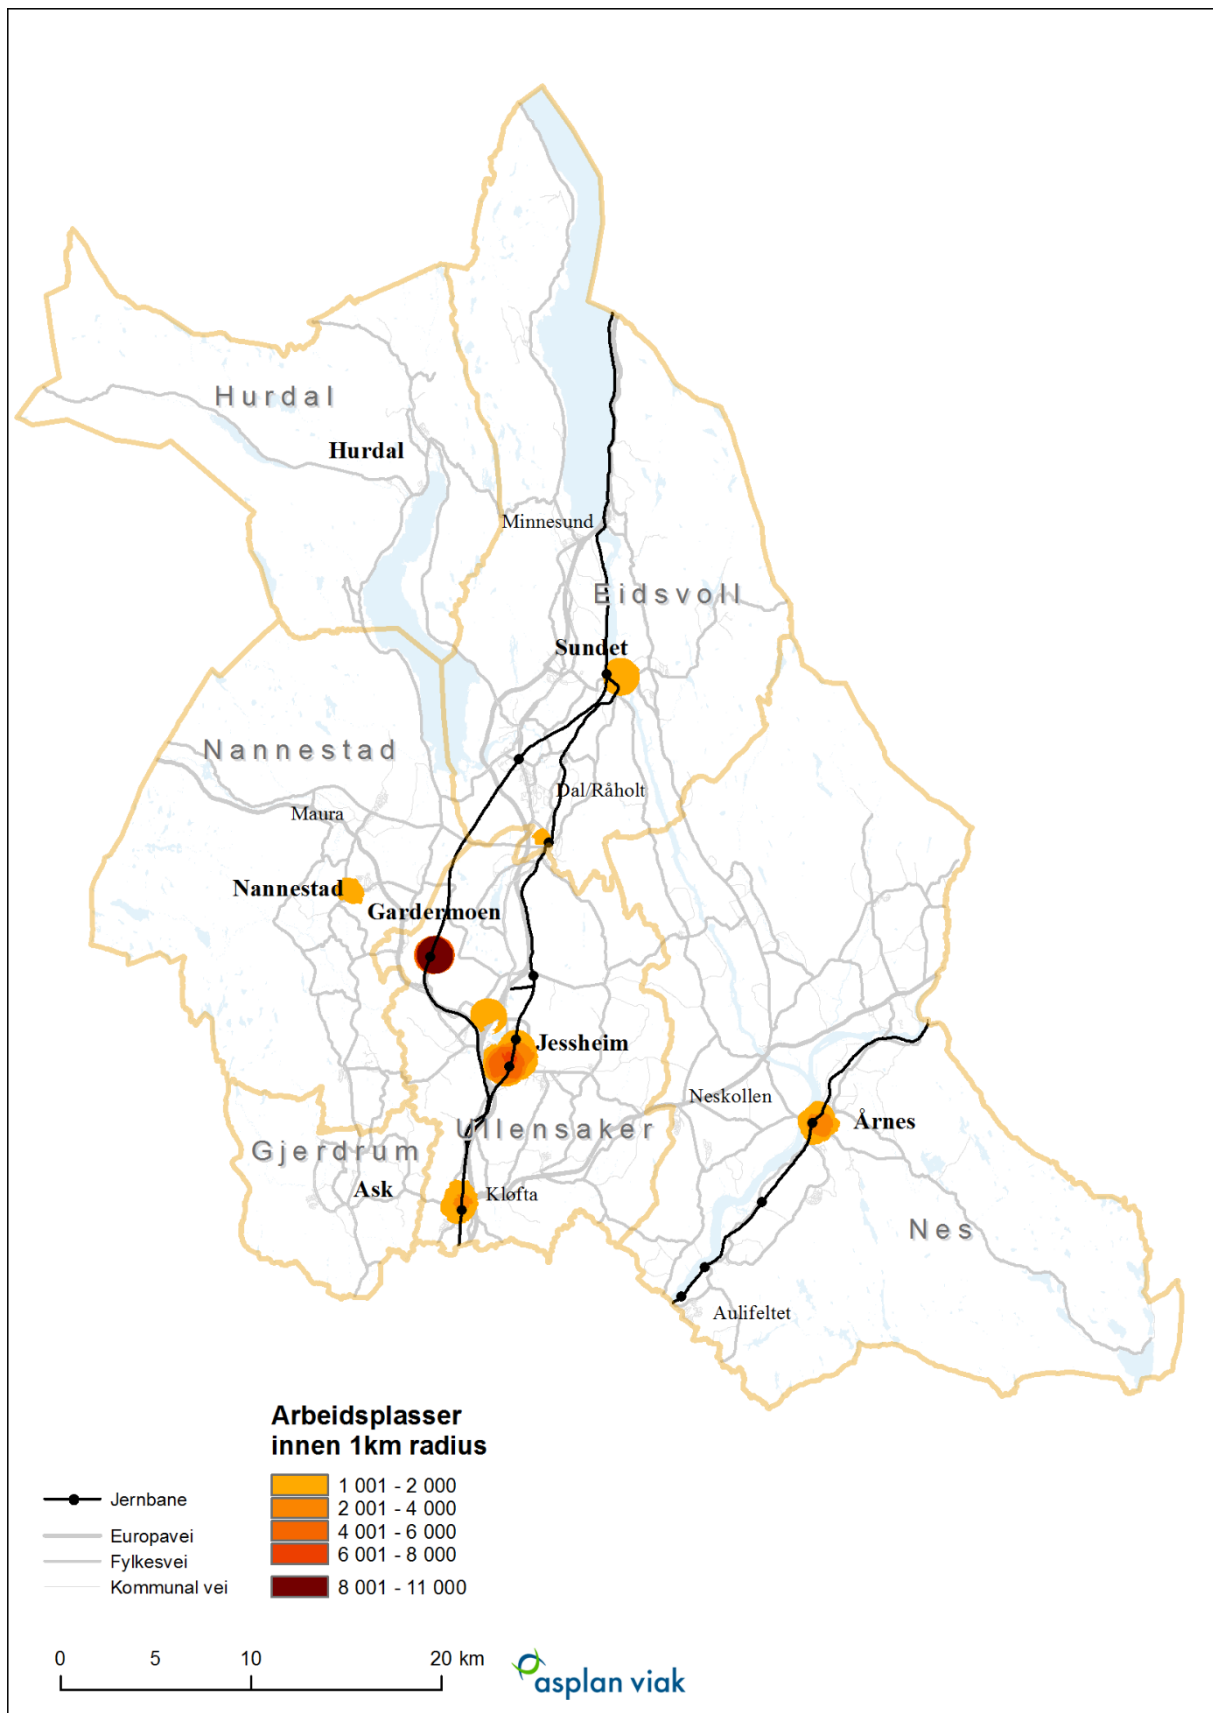 Hurdal
Hurdal
Minnesund
Eidsvoll
Sundet
Nannestad
Dal/Råholt
Maura
Nannestad
Gardermoen
Jessheim
Neskollen
Årnes
Ullensaker
Gjerdrum
Ask
Kløfta
Nes
Aulifeltet
Arbeidsplasser
innen 1km radius
1 001 - 2 000
2 001 - 4 000
4 001 - 6 000
6 001 - 8 000
8 001 - 11 000
Jernbane
Europavei
Fylkesvei
Kommunal vei
0 5 10 20 km
asplan viak